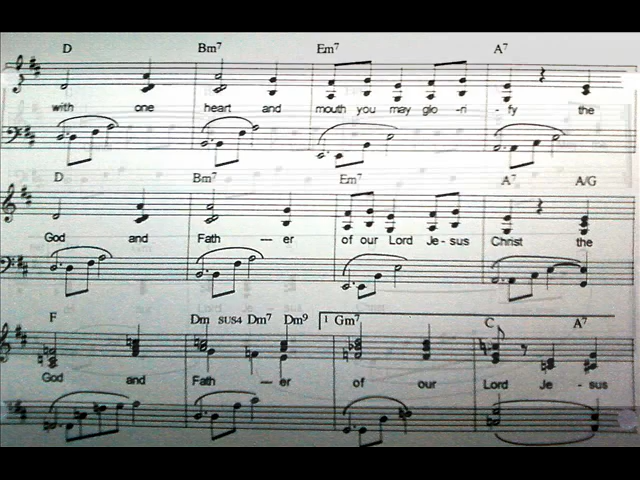 D Bm7 Em7 A7
with one heart and mouth you may glo - ri - fy the
D Bm7 Em7 A7 A/G
God and Fath - er of our Lord Je - sus Christ the
F Dm sus4 Dm7 Dm9 1 Gm7 C A7
God and Fath - er of our Lord Je - sus